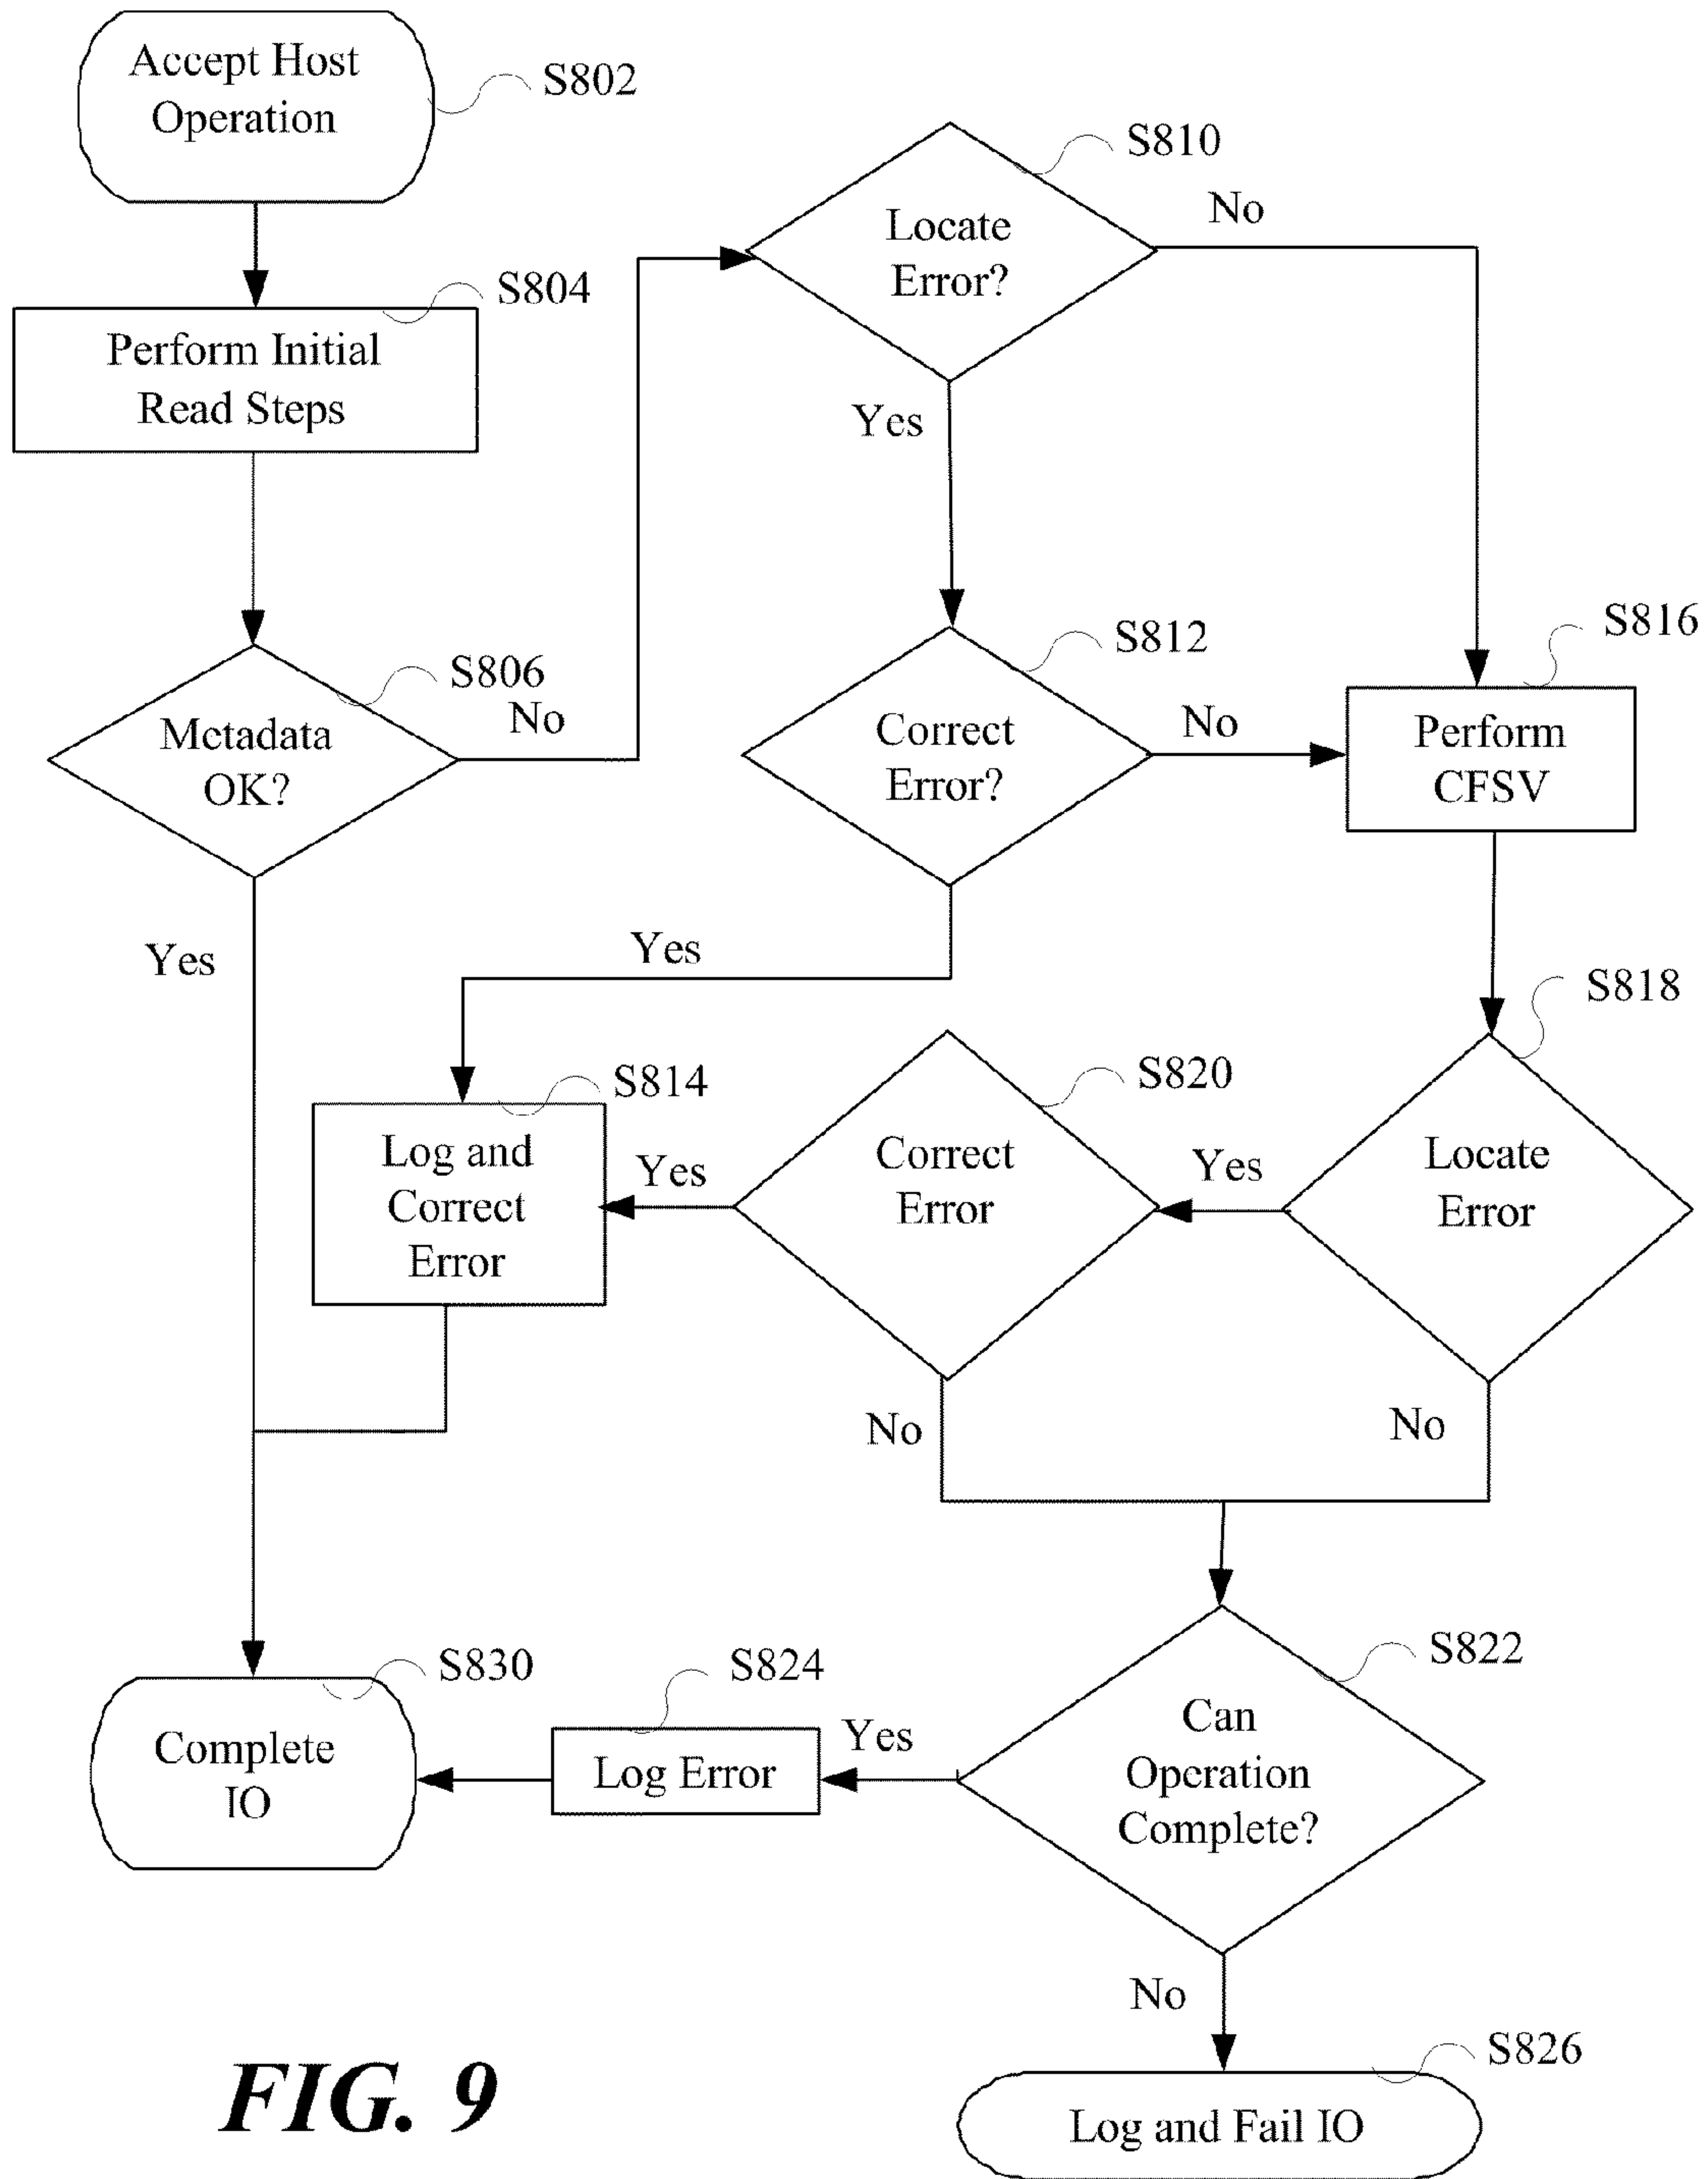 Accept Host
Operation
S802
S810
No
Locate
Error?
S804
Perform Initial
Read Steps
Yes
S806
No
Metadata
OK?
S812
Correct
Error?
No
S816
Perform
CFSV
Yes
Yes
S818
S814
Log and
Correct
Error
Yes
S820
Correct
Error
Yes
Locate
Error
No
No
S830
Complete
IO
S824
Log Error
Yes
S822
Can
Operation
Complete?
No
S826
Log and Fail IO
FIG. 9